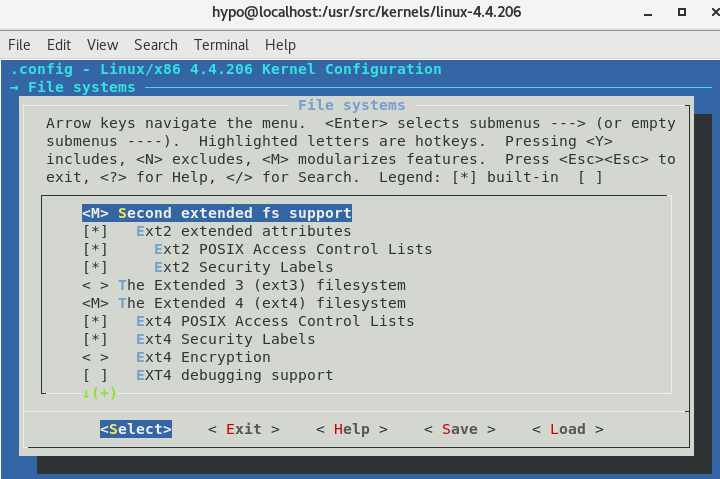 hypo@localhost:/usr/src/kernels/linux-4.4.206
File Edit View Search Terminal Help
.config - Linux/x86 4.4.206 Kernel Configuration
→ File systems
File systems
Arrow keys navigate the menu. <Enter> selects submenus ---> (or empty
submenus ----). Highlighted letters are hotkeys. Pressing <Y>
includes, <N> excludes, <M> modularizes features. Press <Esc><Esc> to
exit, <?> for Help, </> for Search. Legend: [*] built-in [ ]
<M> Second extended fs support
[*] Ext2 extended attributes
[*] Ext2 POSIX Access Control Lists
[*] Ext2 Security Labels
< > The Extended 3 (ext3) filesystem
<M> The Extended 4 (ext4) filesystem
[*] Ext4 POSIX Access Control Lists
[*] Ext4 Security Labels
< > Ext4 Encryption
[ ] EXT4 debugging support
↓(+)
<Select> < Exit > < Help > < Save > < Load >